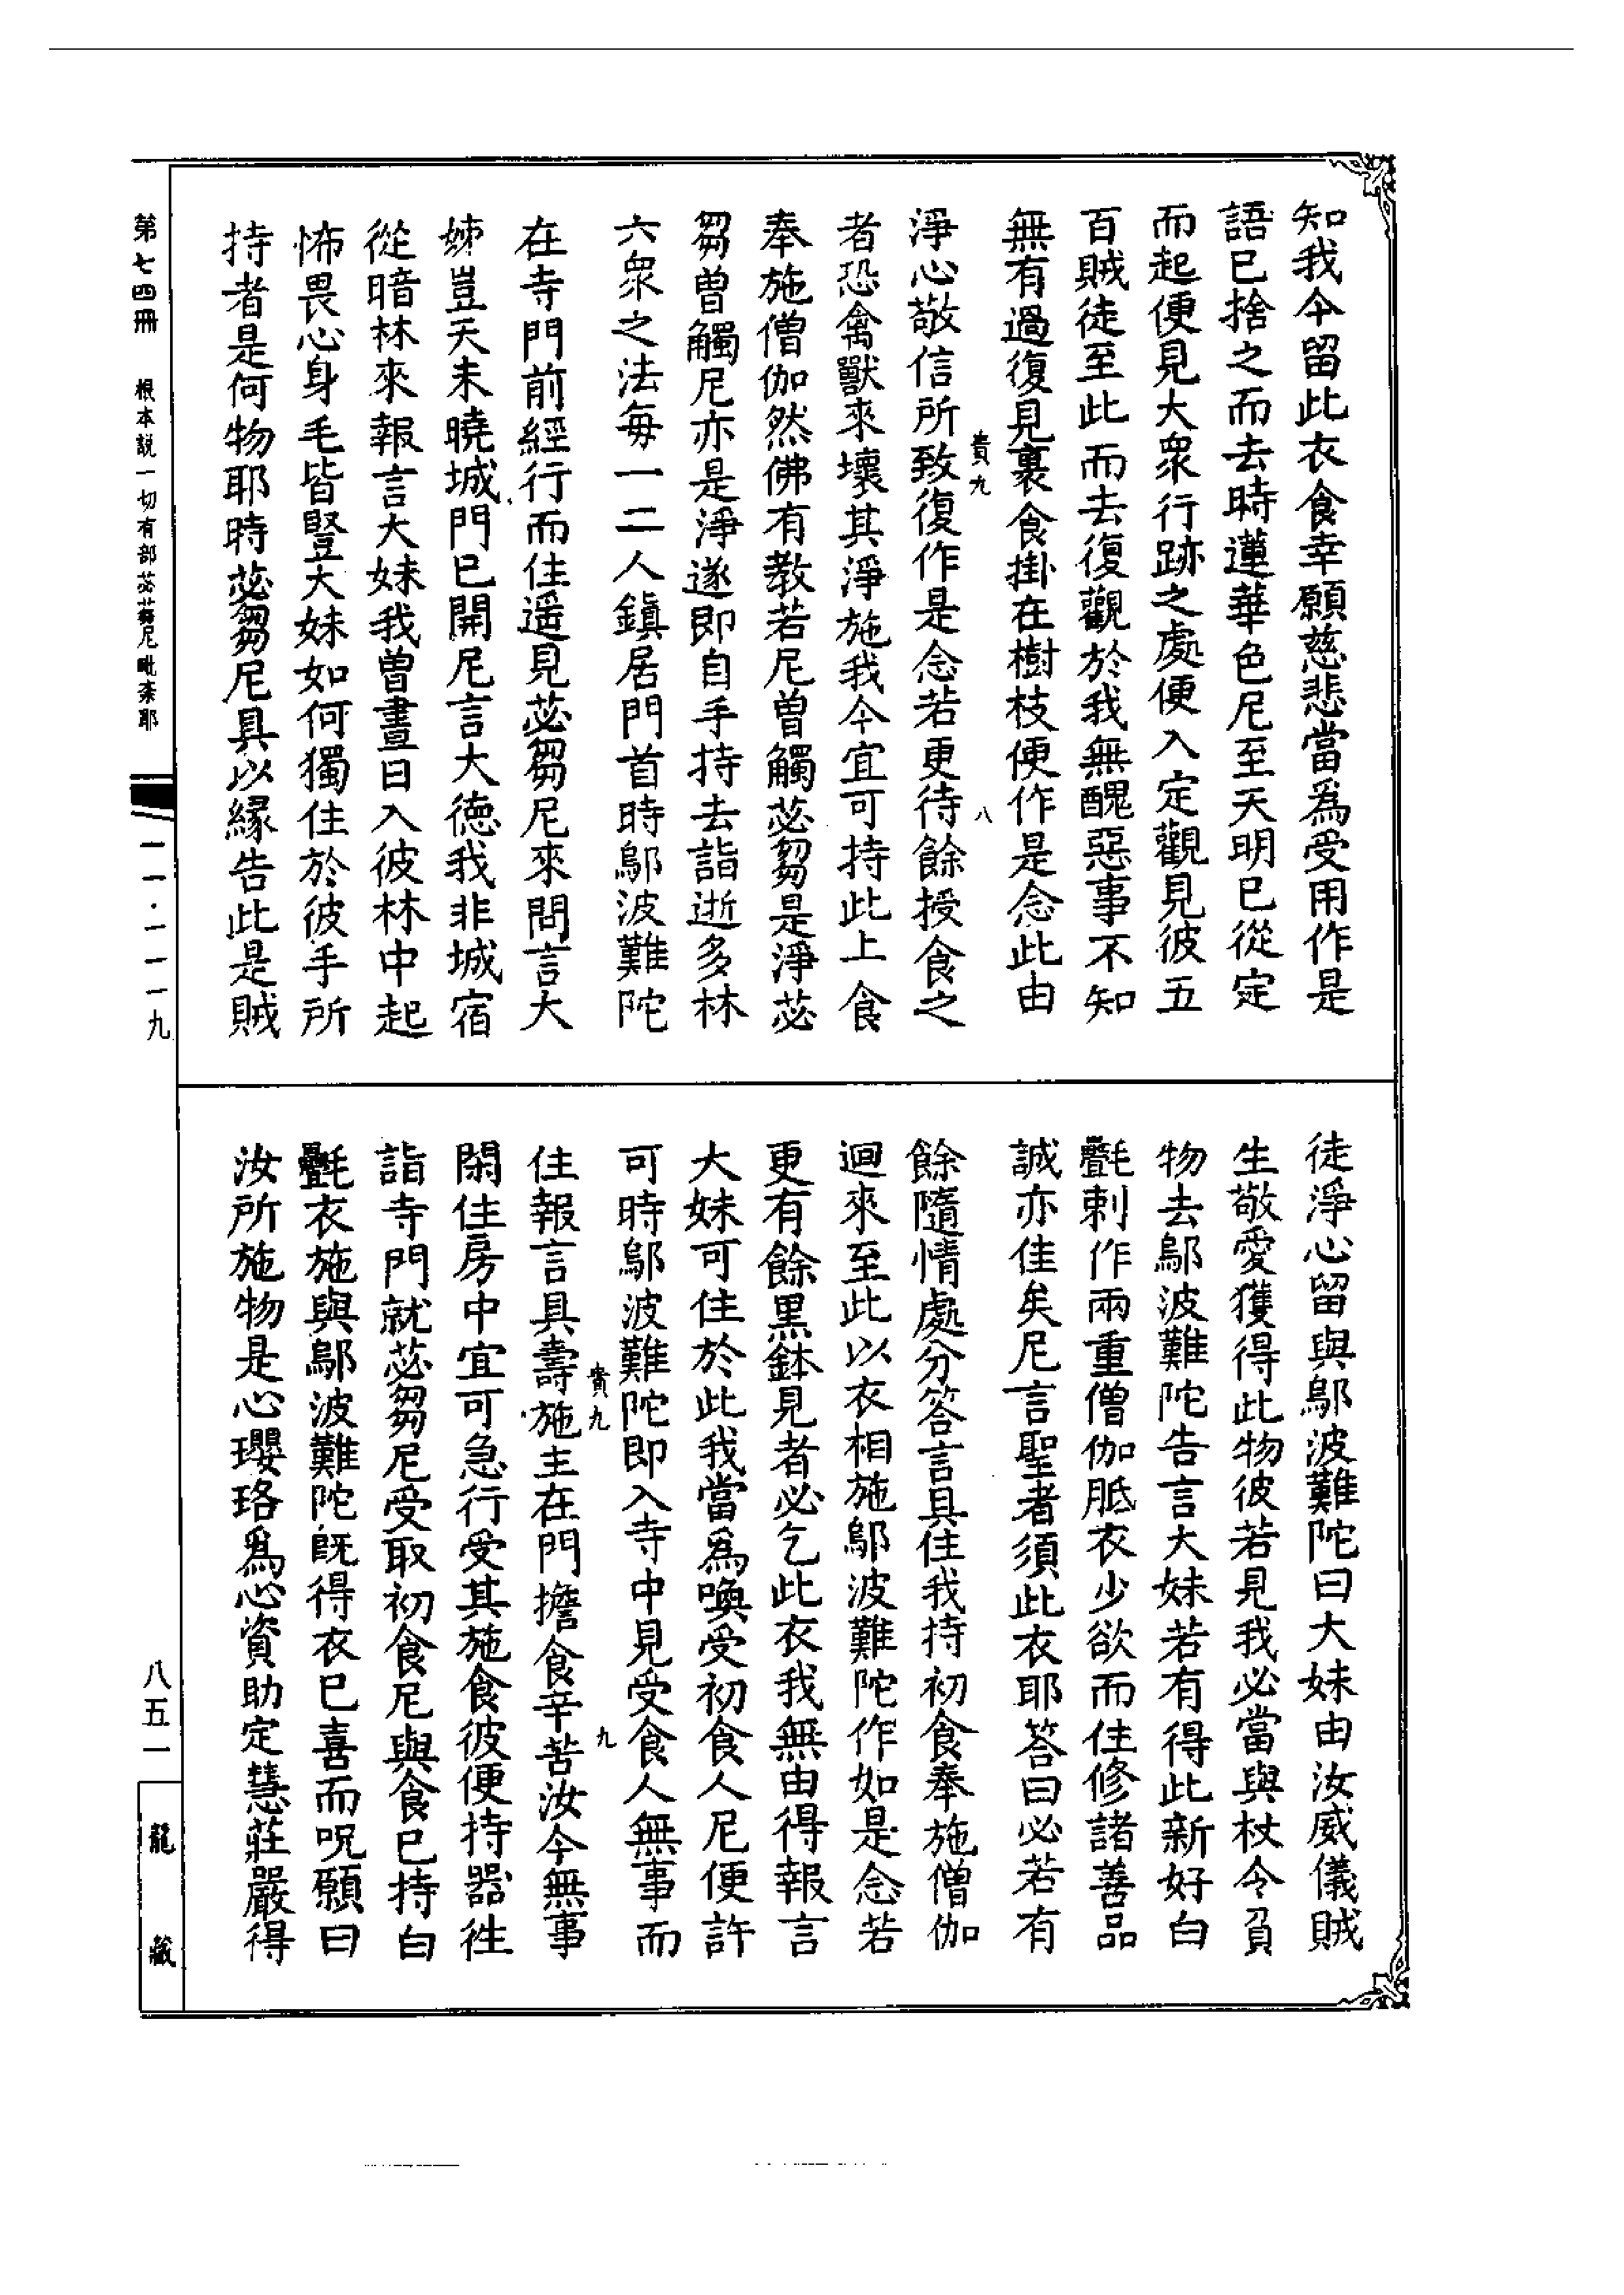 知我今留此衣食幸願慈悲當爲受用作是
語已捨之而去時蓮華色尼至天明已從定
而起便見大衆行跡之處便入定觀見彼五
百賊徒至此而去復觀於我無醜惡事不知
無有過復見裹食掛在樹枝便作是念此由
貴九
八
淨心敬信所致復作是念若更待餘授食之
者恐禽獸來壞其淨施我今宜可持此上食
奉施僧伽然佛有教若尼曽觸苾芻是淨苾
芻曽觸尼亦是淨遂即自手持去詣逝多林
六衆之法每一二人鎭居門首時鄔波難陀
在寺門前經行而住遥見苾芻尼來問言大
姊豈天未曉城門已開尼言大德我非城宿
從暗林來報言大妹我曽晝日入彼林中起
怖畏心身毛皆豎大妹如何獨住於彼手所
持者是何物耶時苾芻尼具以縁告此是賊
徒淨心留與鄔波難陀曰大妹由汝威儀賊
生敬愛獲得此物彼若見我必當與杖令負
物去鄔波難陀告言大妹若有得此新好白
㲲剌作兩重僧伽胝衣少欲而住修諸善品
誠亦佳矣尼言聖者須此衣耶答曰必若有
餘隨情處分答言具住我持初食奉施僧伽
迴來至此以衣相施鄔波難陀作如是念若
更有餘黑鉢見者必乞此衣我無由得報言
大妹可住於此我當爲喚受初食人尼便許
可時鄔波難陀即入寺中見受食人無事而
貴九
九
住報言具壽施主在門擔食辛苦汝今無事
閑住房中宜可急行受其施食彼便持器徃
詣寺門就苾芻尼受取初食尼與食已持白
㲲衣施與鄔波難陀旣得衣已喜而呪願曰
汝所施物是心瓔珞爲心資助定慧莊嚴得
第七四冊 根本説一切有部苾蒭尼毗柰耶
一一·一一一九
八五一
龍藏